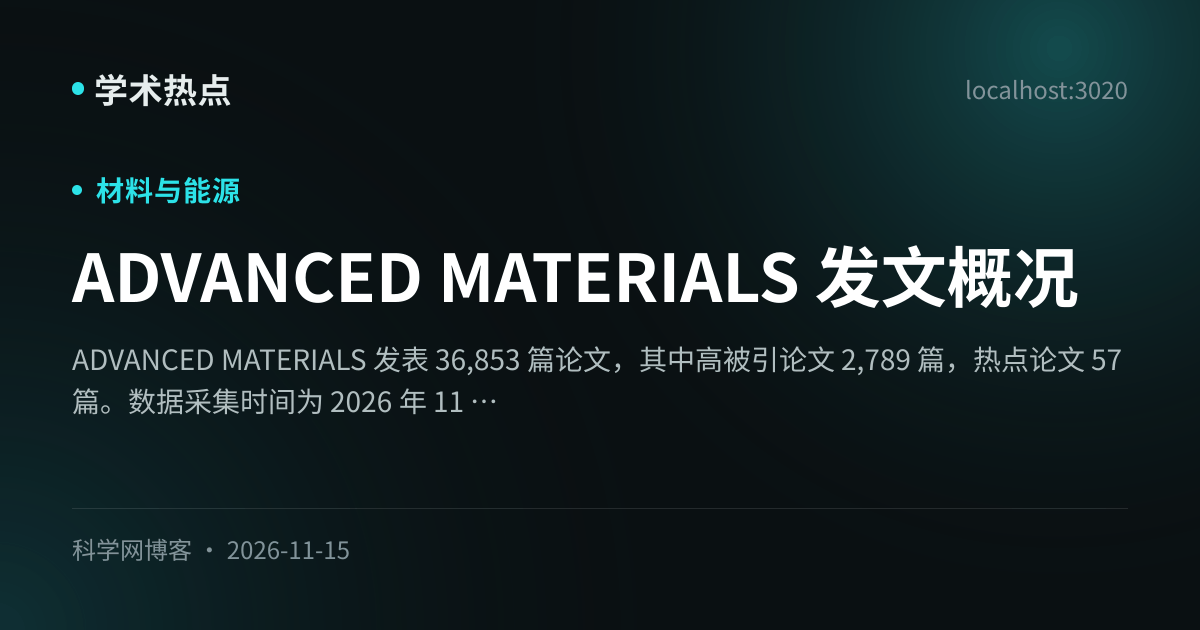 学术热点
localhost:3020
材料与能源
ADVANCED MATERIALS 发文概况
ADVANCED MATERIALS 发表 36,853 篇论文，其中高被引论文 2,789 篇，热点论文 57
篇。数据采集时间为 2026 年 11 …
科学网博客 · 2026-11-15